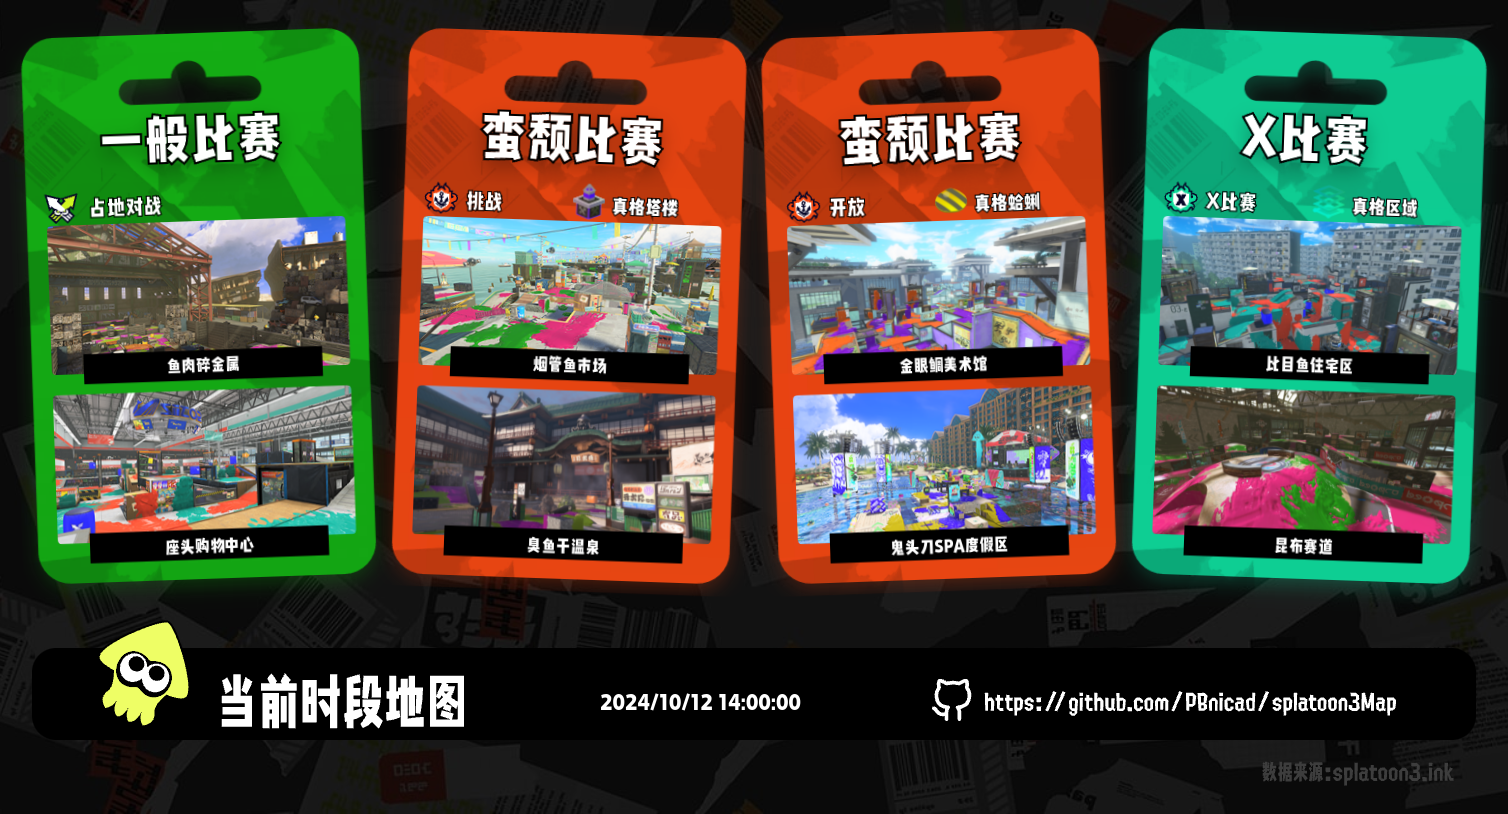 一般比赛
占地对战
鱼肉碎金属
座头购物中心
蛮颓比赛
挑战
真格塔楼
烟管鱼市场
臭鱼干温泉
蛮颓比赛
开放
真格蛤蜊
金眼鲷美术馆
鬼头刀SPA度假区
X比赛
X比赛
真格区域
比目鱼住宅区
昆布赛道
当前时段地图
2024/10/12 14:00:00
https://github.com/PBnicad/splatoon3Map
数据来源:splatoon3.ink